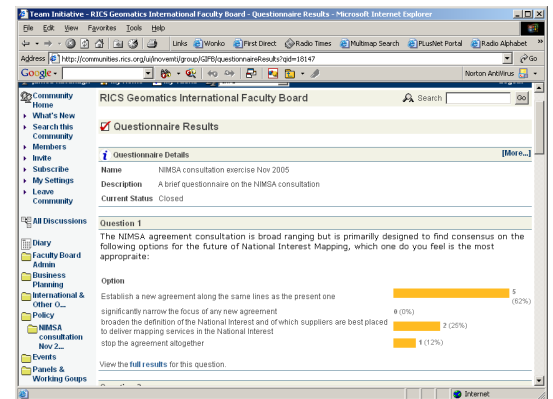 Team Initiative - RICS Geomatics International Faculty Board - Questionnaire Results - Microsoft Internet Explorer
File Edit View Favorites Tools Help
Links Wonko First Direct Radio Times Multimap Search PLusNet Portal Radio Alphabet
Address http://communities.rics.org/ui/inoventi/group/GIFB/questionnaireResults?qid=18147 Go
Google Norton AntiVirus
Community Home
What's New
Search this Community
Members
Invite
Subscribe
My Settings
Leave Community
All Discussions
Diary
Faculty Board Admin
Business Planning
International & Other O...
Policy
NIMSA consultation Nov 2...
Events
Panels & Working Goups
RICS Geomatics International Faculty Board Search Go
Questionnaire Results
i Questionnaire Details [More...]
Name NIMSA consultation exercise Nov 2005
Description A brief questionnaire on the NIMSA consultation
Current Status Closed
Question 1
The NIMSA agreement consultation is broad ranging but is primarily designed to find consensus on the
following options for the future of National Interest Mapping, which one do you feel is the most
appropraite:
Option
Establish a new agreement along the same lines as the present one 5 (62%)
significantly narrow the focus of any new agreement 0 (0%)
broaden the definition of the National Interest and of which suppliers are best placed
to deliver mapping services in the National Interest 2 (25%)
stop the agreement altogether 1 (12%)
View the full results for this question.
Internet